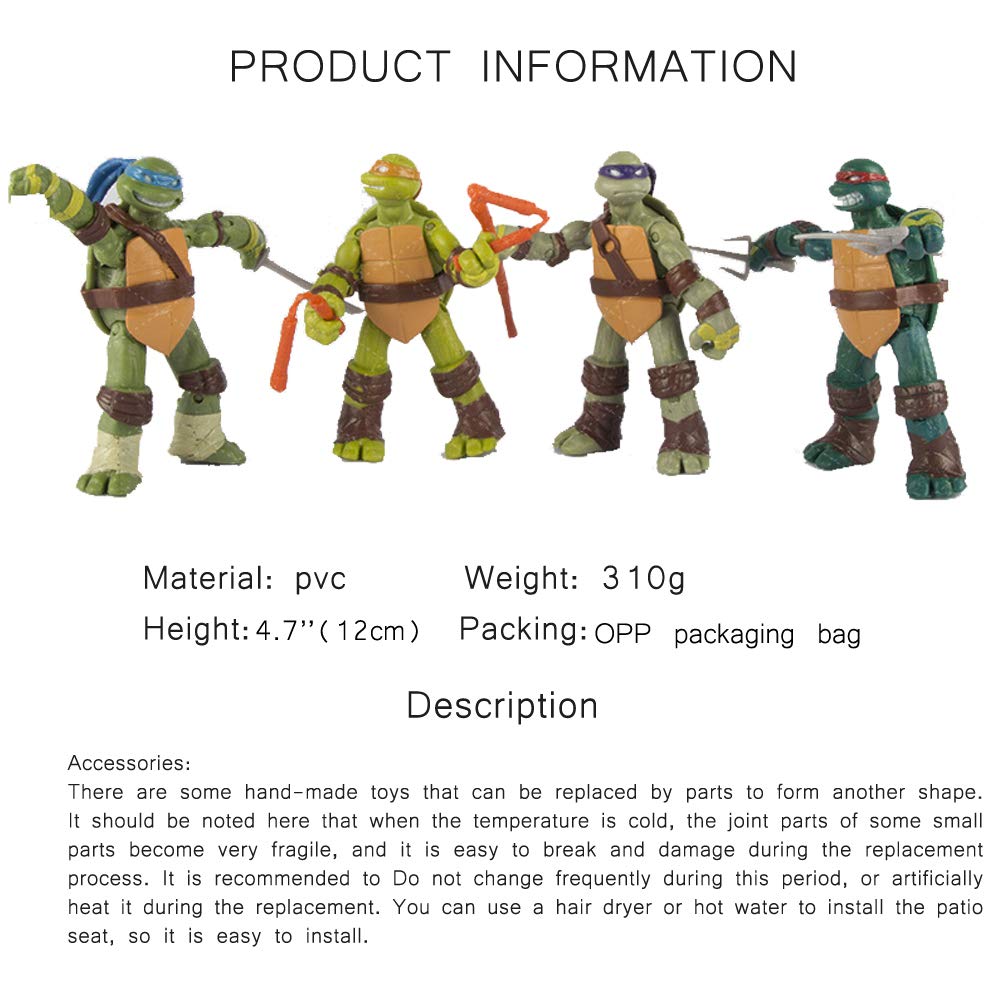 PRODUCT INFORMATION
Material: pvc Weight: 310g
Height: 4.7’’(12cm) Packing: OPP packaging bag
Description
Accessories:
There are some hand-made toys that can be replaced by parts to form another shape.
It should be noted here that when the temperature is cold, the joint parts of some small
parts become very fragile, and it is easy to break and damage during the replacement
process. It is recommended to Do not change frequently during this period, or artificially
heat it during the replacement. You can use a hair dryer or hot water to install the patio
seat, so it is easy to install.